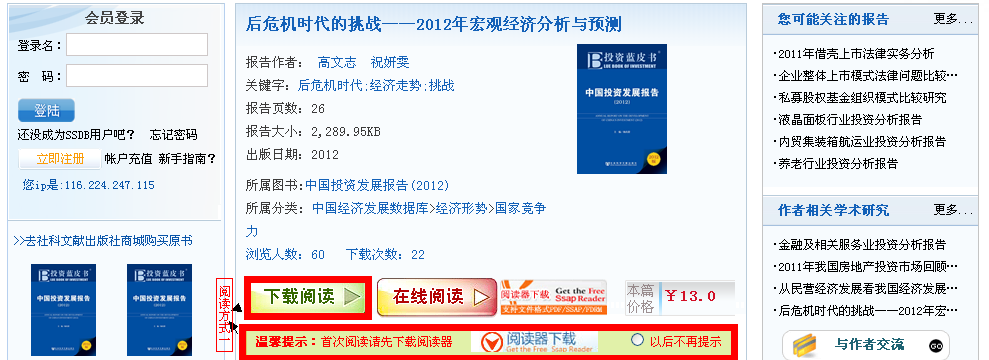 会员登录
登录名：
密 码：
登陆
还没成为SSDB用户吧？ 忘记密码
立即注册 帐户充值 新手指南？
您ip是:116.224.247.115
>>去社科文献出版社商城购买原书
投资蓝皮书
中国投资发展报告
投资蓝皮书
中国投资发展报告
后危机时代的挑战——2012年宏观经济分析与预测
报告作者： 高文志 祝妍雯
关键字：后危机时代;经济走势;挑战
报告页数：26
报告大小：2,289.95KB
出版日期：2012
所属图书:中国投资发展报告(2012)
所属分类： 中国经济发展数据库>经济形势>国家竞争
力
浏览人数：60 下载次数：22
投资蓝皮书
BLUE BOOK OF INVESTMENT
中国投资发展报告
(2012)
阅读方式一
下载阅读
在线阅读
阅读器下载 Get the Free
Ssap Reader
支持文件格式PDF/SSAP/FDRM
本篇
价格
￥13.0
温馨提示：首次阅读请先下载阅读器
阅读器下载
Get the Free Ssap Reader
以后不再提示
您可能关注的报告 更多...
·2011年借壳上市法律实务分析
·企业整体上市模式法律问题比较…
·私募股权基金组织模式比较研究
·液晶面板行业投资分析报告
·内贸集装箱航运业投资分析报告
·养老行业投资分析报告
作者相关学术研究 更多...
·金融及相关服务业投资分析报告
·2011年我国房地产投资市场回顾…
·从民营经济发展看我国经济发展…
·后危机时代的挑战——2012年宏…
与作者交流 GO